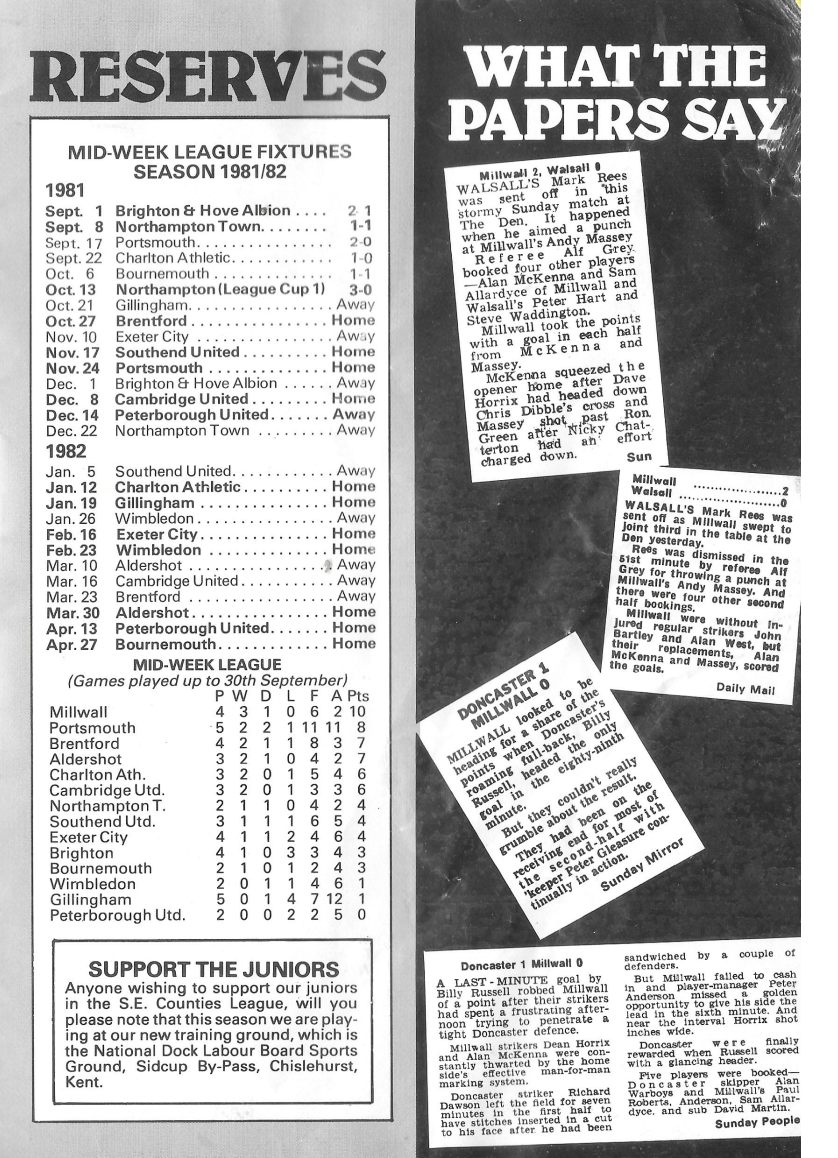 RESERVES
MID-WEEK LEAGUE FIXTURES
SEASON 1981/82
1981
Sept. 1 Brighton & Hove Albion .... 2-1
Sept. 8 Northampton Town........ 1-1
Sept. 17 Portsmouth................ 2-0
Sept. 22 Charlton Athletic............ 1-0
Oct. 6 Bournemouth .............. 1-1
Oct. 13 Northampton (League Cup 1) 3-0
Oct. 21 Gillingham................ Away
Oct. 27 Brentford ................ Home
Nov. 10 Exeter City .............. Away
Nov. 17 Southend United.......... Home
Nov. 24 Portsmouth .............. Home
Dec. 1 Brighton & Hove Albion ...... Away
Dec. 8 Cambridge United......... Home
Dec. 14 Peterborough United....... Away
Dec. 22 Northampton Town ........ Away
1982
Jan. 5 Southend United........... Away
Jan. 12 Charlton Athletic.......... Home
Jan. 19 Gillingham ............... Home
Jan. 26 Wimbledon............... Away
Feb. 16 Exeter City............... Home
Feb. 23 Wimbledon .............. Home
Mar. 10 Aldershot ................ Away
Mar. 16 Cambridge United.......... Away
Mar. 23 Brentford ................ Away
Mar. 30 Aldershot................ Home
Apr. 13 Peterborough United....... Home
Apr. 27 Bournemouth............. Home
MID-WEEK LEAGUE
(Games played up to 30th September)
P W D L F A Pts
Millwall 4 3 1 0 6 2 10
Portsmouth 5 2 2 1 11 11 8
Brentford 4 2 1 1 8 3 7
Aldershot 3 2 1 0 4 2 7
Charlton Ath. 3 2 0 1 5 4 6
Cambridge Utd. 3 2 0 1 3 3 6
Northampton T. 2 1 1 0 4 2 4
Southend Utd. 3 1 1 1 6 5 4
Exeter City 4 1 1 2 4 6 4
Brighton 4 1 0 3 3 4 3
Bournemouth 2 1 0 1 2 4 3
Wimbledon 2 0 1 1 4 6 1
Gillingham 5 0 1 4 7 12 1
Peterborough Utd. 2 0 0 2 2 5 0
SUPPORT THE JUNIORS
Anyone wishing to support our juniors
in the S.E. Counties League, will you
please note that this season we are play-
ing at our new training ground, which is
the National Dock Labour Board Sports
Ground, Sidcup By-Pass, Chislehurst,
Kent.
WHAT THE
PAPERS SAY
Millwall 2, Walsall 0
WALSALL'S Mark Rees
was sent off in this
stormy Sunday match at
The Den. It happened
when he aimed a punch
at Millwall's Andy Massey
Referee Alf Grey
booked four other players
—Alan McKenna and Sam
Allardyce of Millwall and
Walsall's Peter Hart and
Steve Waddington.
Millwall took the points
with a goal in each half
from McKenna and
Massey.
McKenna squeezed the
opener home after Dave
Horrix had headed down
Chris Dibble's cross and
Massey shot past Ron
Green after Nicky Chat-
terton had an effort
charged down.
Sun
Millwall ....................2
Walsall ....................0
WALSALL'S Mark Rees was
sent off as Millwall swept to
joint third in the table at the
Den yesterday.
Rees was dismissed in the
51st minute by referee Alf
Grey for throwing a punch at
Millwall's Andy Massey. And
there were four other second
half bookings.
Millwall were without in-
jured regular strikers John
Bartley and Alan West, but
their replacements, Alan
McKenna and Massey, scored
the goals.
Daily Mail
DONCASTER 1
MILLWALL 0
MILLWALL looked to be
heading for a share of the
points when Doncaster's
roaming full-back, Billy
Russell, headed the only
goal in the eighty-ninth
minute.
But they couldn't really
grumble about the result.
They had been on the
receiving end for most of
the second-half with
'keeper Peter Gleasure con-
tinually in action.
Sunday Mirror
Doncaster 1 Millwall 0
A LAST-MINUTE goal by
Billy Russell robbed Millwall
of a point after their strikers
had spent a frustrating after-
noon trying to penetrate a
tight Doncaster defence.
Millwall strikers Dean Horrix
and Alan McKenna were con-
stantly thwarted by the home
side's effective man-for-man
marking system.
Doncaster striker Richard
Dawson left the field for seven
minutes in the first half to
have stitches inserted in a cut
to his face after he had been
sandwiched by a couple of
defenders.
But Millwall failed to cash
in and player-manager Peter
Anderson missed a golden
opportunity to give his side the
lead in the sixth minute. And
near the interval Horrix shot
inches wide.
Doncaster were finally
rewarded when Russell scored
with a glancing header.
Five players were booked—
Doncaster skipper Alan
Warboys and Millwall's Paul
Roberts, Anderson, Sam Allar-
dyce, and sub David Martin.
Sunday People